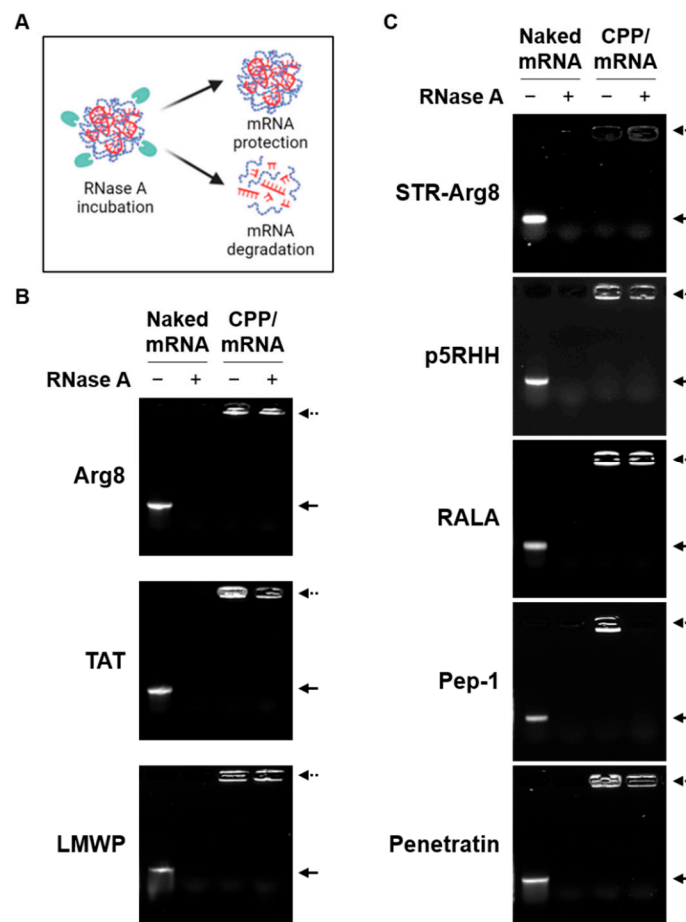 A
RNase A
incubation
mRNA
protection
mRNA
degradation
B
Naked
mRNA
CPP/
mRNA
RNase A
− + − +
Arg8
TAT
LMWP
C
Naked
mRNA
CPP/
mRNA
RNase A
− + − +
STR-Arg8
p5RHH
RALA
Pep-1
Penetratin